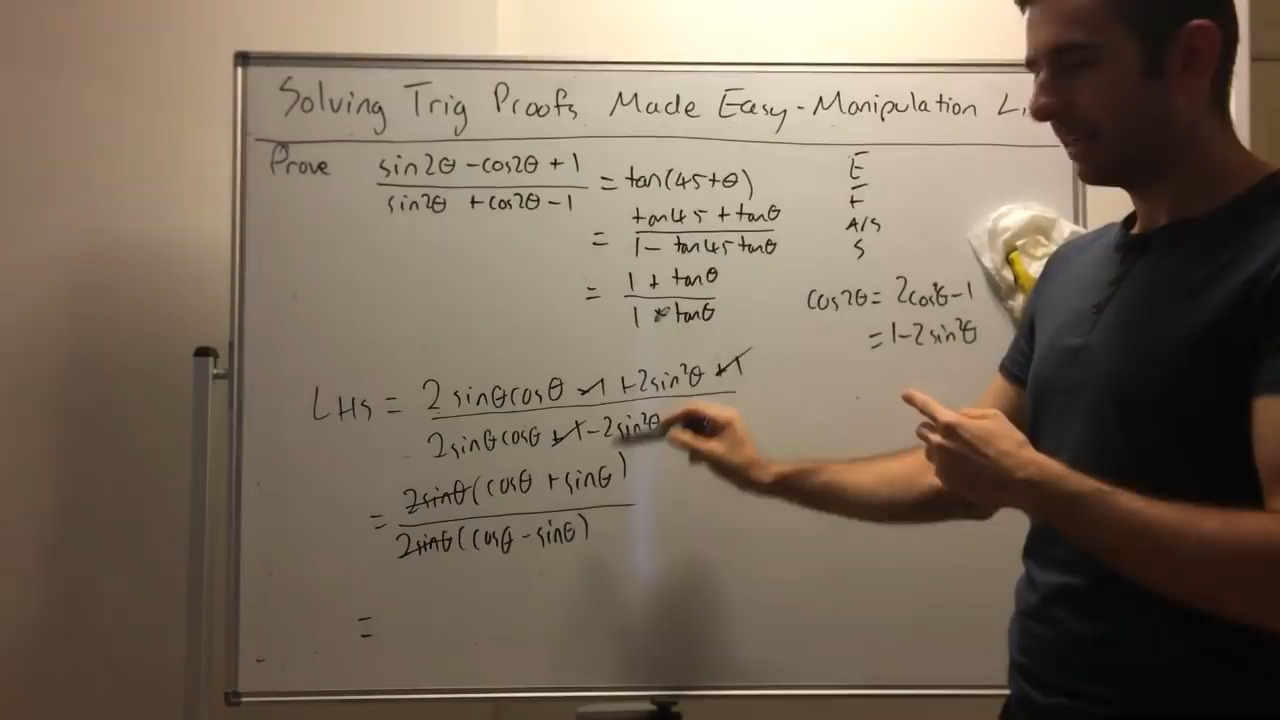 Solving Trig Proofs Made Easy - Manipulation
Prove sin2θ - cos2θ + 1 / sin2θ + cos2θ - 1 = tan(45+θ)
= tan45 + tanθ / 1 - tan45 tanθ
= 1 + tanθ / 1 - tanθ
E
t
A/S
S
cos2θ = 2cos²θ-1
= 1-2sin²θ
LHS = 2sinθcosθ -1 +2sin²θ +1 / 2sinθcosθ +1 -2sin²θ
= 2sinθ(cosθ + sinθ) / 2sinθ(cosθ - sinθ)
=